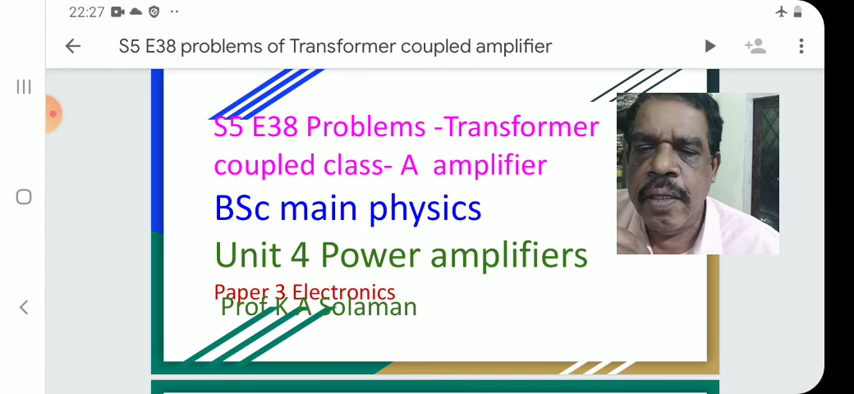 22:27
S5 E38 problems of Transformer coupled amplifier
S5 E38 Problems -Transformer
coupled class- A amplifier
BSc main physics
Unit 4 Power amplifiers
Paper 3 Electronics
Prof K A Solaman